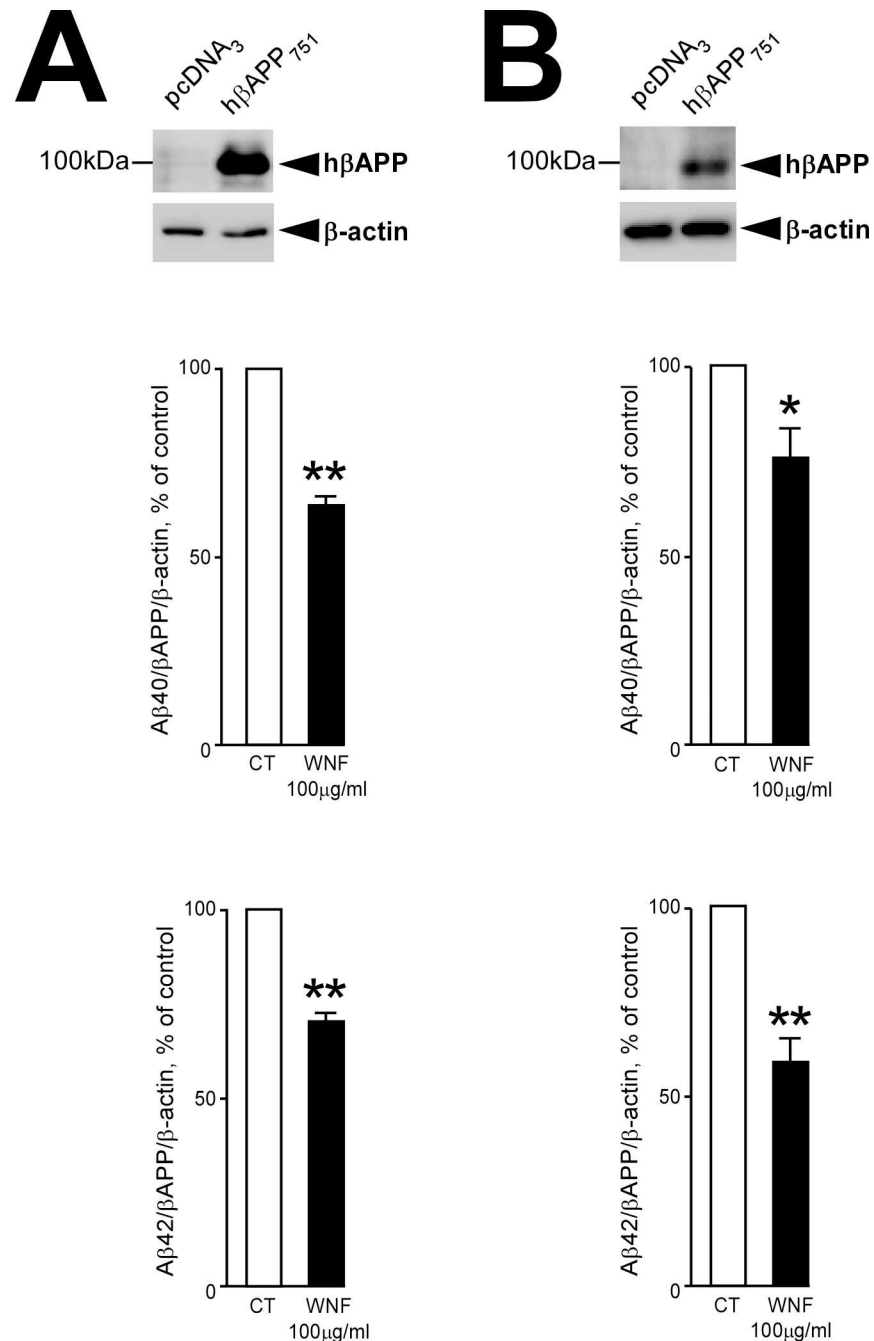 A
pcDNA₃
hβAPP₇₅₁
100kDa
hβAPP
β-actin
Aβ40/βAPP/β-actin, % of control
100
50
0
**
CT
WNF
100µg/ml
Aβ42/βAPP/β-actin, % of control
100
50
0
**
CT
WNF
100µg/ml
B
pcDNA₃
hβAPP₇₅₁
100kDa
hβAPP
β-actin
Aβ40/βAPP/β-actin, % of control
100
50
0
*
CT
WNF
100µg/ml
Aβ42/βAPP/β-actin, % of control
100
50
0
**
CT
WNF
100µg/ml